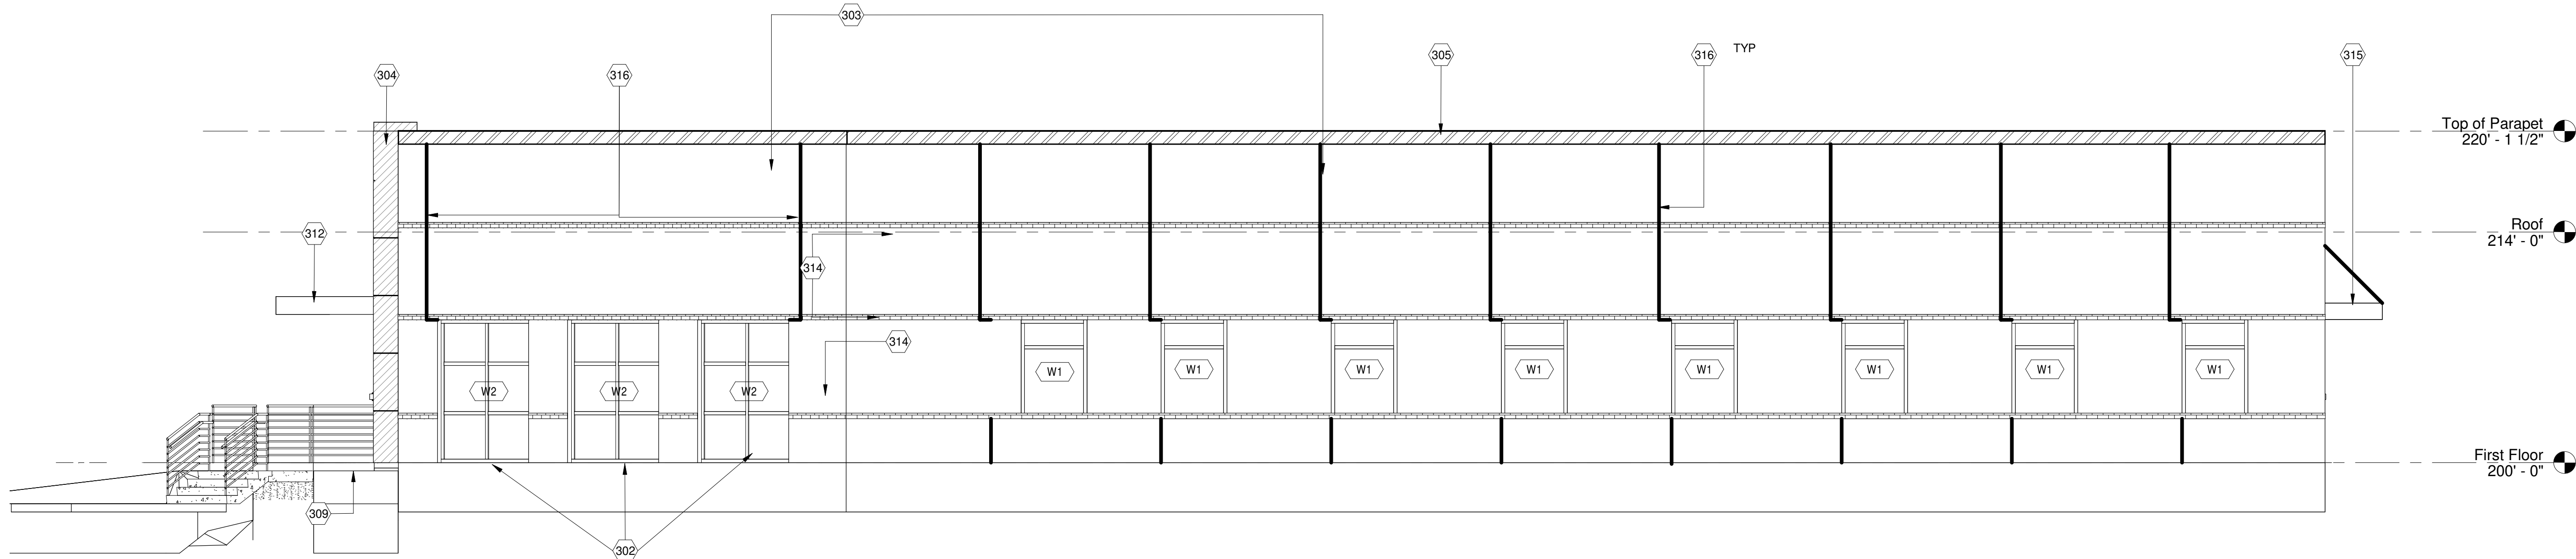 303
305
316 TYP
315
304
316
Top of Parapet
220' - 1 1/2"
312
Roof
214' - 0"
314
314
W1
W1
W1
W1
W1
W1
W1
W1
W2
W2
W2
First Floor
200' - 0"
309
302